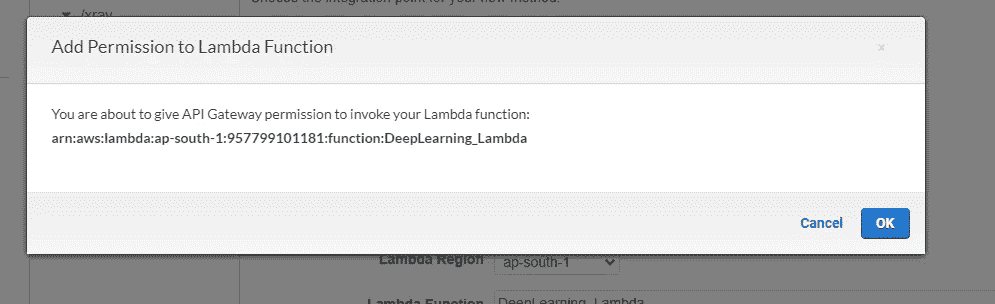 /xray
Choose the integration point for your new method.
Add Permission to Lambda Function
×
You are about to give API Gateway permission to invoke your Lambda function:
arn:aws:lambda:ap-south-1:957799101181:function:DeepLearning_Lambda
Cancel
OK
Lambda Region
ap-south-1
Lambda Function
DeepLearning_Lambda